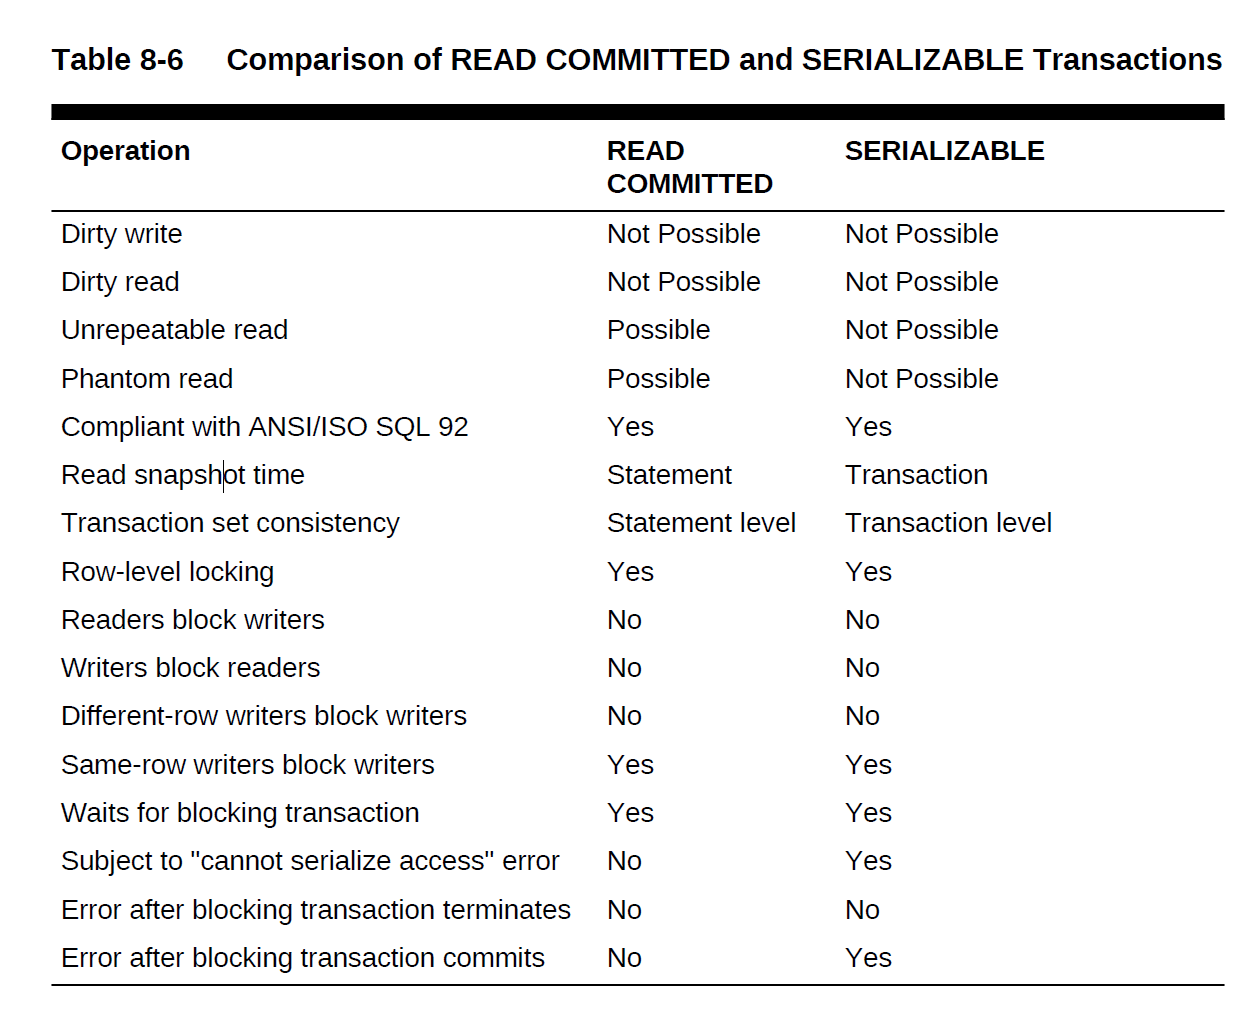 Table 8-6 Comparison of READ COMMITTED and SERIALIZABLE Transactions
Operation READ COMMITTED SERIALIZABLE
Dirty write Not Possible Not Possible
Dirty read Not Possible Not Possible
Unrepeatable read Possible Not Possible
Phantom read Possible Not Possible
Compliant with ANSI/ISO SQL 92 Yes Yes
Read snapshot time Statement Transaction
Transaction set consistency Statement level Transaction level
Row-level locking Yes Yes
Readers block writers No No
Writers block readers No No
Different-row writers block writers No No
Same-row writers block writers Yes Yes
Waits for blocking transaction Yes Yes
Subject to "cannot serialize access" error No Yes
Error after blocking transaction terminates No No
Error after blocking transaction commits No Yes